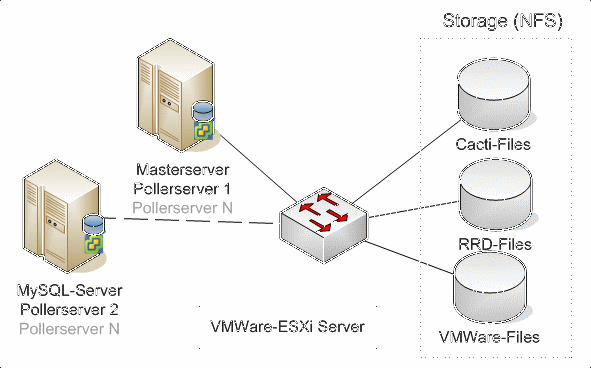 Storage (NFS)
Cacti-Files
Masterserver
Pollerserver 1
Pollerserver N
RRD-Files
MySQL-Server
Pollerserver 2
Pollerserver N
VMWare-ESXi Server
VMWare-Files